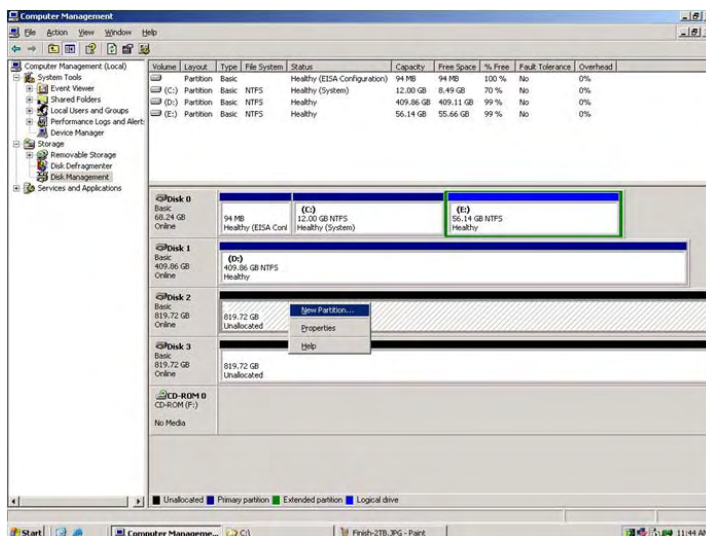 Computer Management
File Action View Window Help
Computer Management (Local)
System Tools
Event Viewer
Shared Folders
Local Users and Groups
Performance Logs and Alert:
Device Manager
Storage
Removable Storage
Disk Defragmenter
Disk Management
Services and Applications
Volume Layout Type File System Status Capacity Free Space % Free Fault Tolerance Overhead
Partition Basic Healthy (EISA Configuration) 94 MB 94 MB 100 % No 0%
(C:) Partition Basic NTFS Healthy (System) 12.00 GB 8.49 GB 70 % No 0%
(D:) Partition Basic NTFS Healthy 409.86 GB 409.11 GB 99 % No 0%
(E:) Partition Basic NTFS Healthy 56.14 GB 55.66 GB 99 % No 0%
Disk 0
Basic
68.24 GB
Online
94 MB
Healthy (EISA Conf
(C:)
12.00 GB NTFS
Healthy (System)
(E:)
56.14 GB NTFS
Healthy
Disk 1
Basic
409.86 GB
Online
(D:)
409.86 GB NTFS
Healthy
Disk 2
Basic
819.72 GB
Online
819.72 GB
Unallocated
New Partition...
Properties
Help
Disk 3
Basic
819.72 GB
Online
819.72 GB
Unallocated
CD-ROM 0
CD-ROM (F:)
No Media
Unallocated Primary partition Extended partition Logical drive
Start Computer Manageme... C:\ Finish-2TB.JPG - Paint 11:44 AM